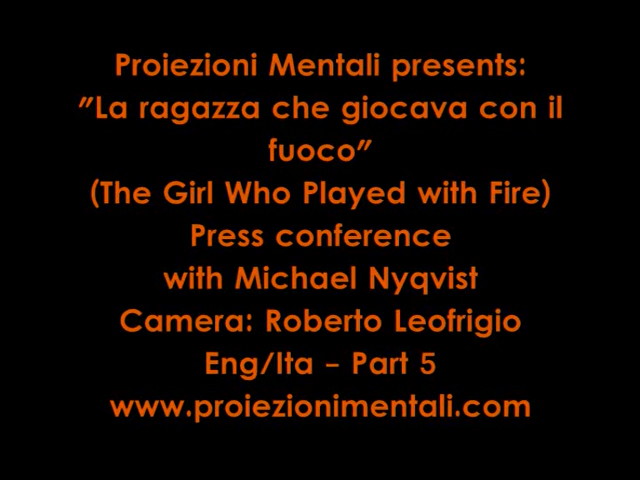 Proiezioni Mentali presents:
"La ragazza che giocava con il
fuoco"
(The Girl Who Played with Fire)
Press conference
with Michael Nyqvist
Camera: Roberto Leofrigio
Eng/Ita - Part 5
www.proiezionimentali.com